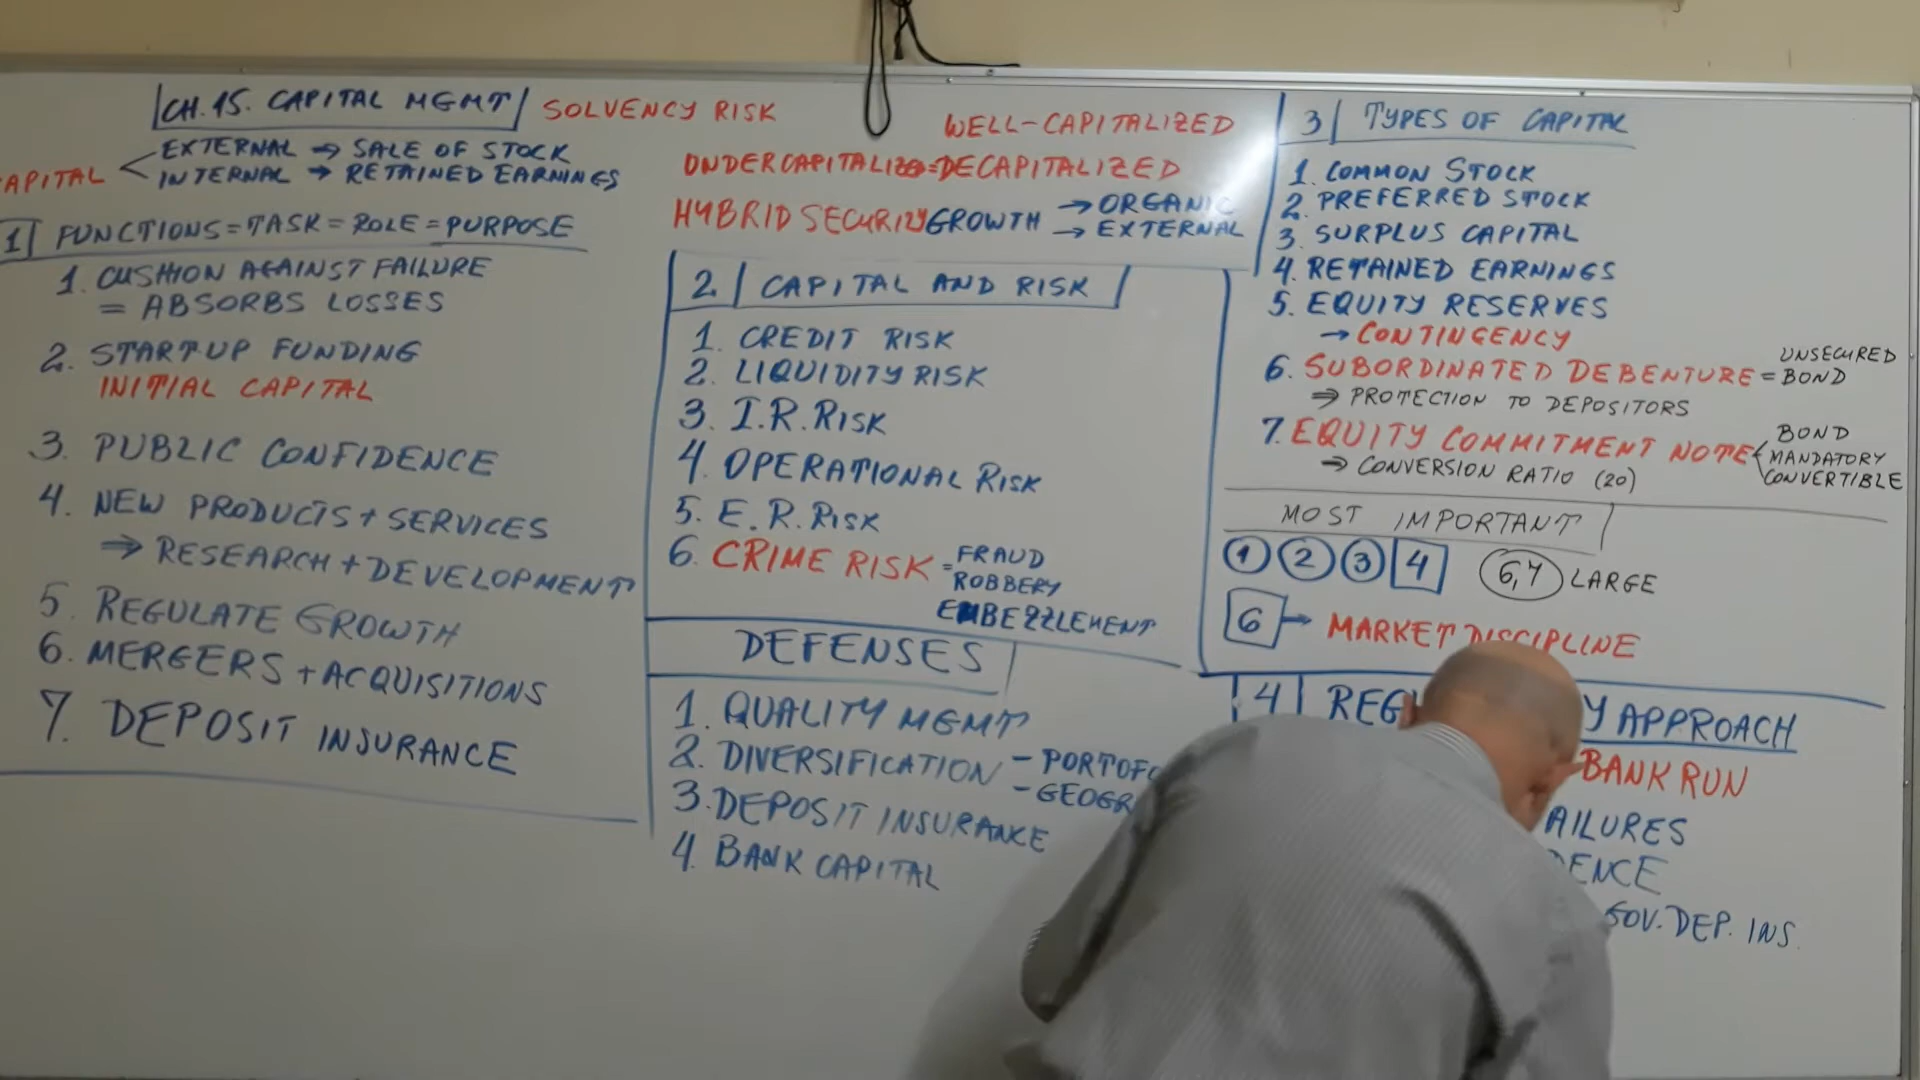 CH.15. CAPITAL MGMT
SOLVENCY RISK
APITAL
EXTERNAL → SALE OF STOCK
INTERNAL → RETAINED EARNINGS
WELL-CAPITALIZED
UNDERCAPITALIZED=DECAPITALIZED
HYBRID SECURITY
GROWTH → ORGANIC
→ EXTERNAL
1 FUNCTIONS=TASK=ROLE=PURPOSE
1. CUSHION AGAINST FAILURE
= ABSORBS LOSSES
2. STARTUP FUNDING
INITIAL CAPITAL
3. PUBLIC CONFIDENCE
4. NEW PRODUCTS+SERVICES
⇒ RESEARCH+DEVELOPMENT
5. REGULATE GROWTH
6. MERGERS+ACQUISITIONS
7. DEPOSIT INSURANCE
2. CAPITAL AND RISK
1. CREDIT RISK
2. LIQUIDITY RISK
3. I.R.RISK
4. OPERATIONAL RISK
5. E.R.RISK
6. CRIME RISK = FRAUD
ROBBERY
EMBEZZLEMENT
DEFENSES
1. QUALITY MGMT
2. DIVERSIFICATION - PORTOFO
- GEOGR
3. DEPOSIT INSURANCE
4. BANK CAPITAL
3 TYPES OF CAPITAL
1. COMMON STOCK
2. PREFERRED STOCK
3. SURPLUS CAPITAL
4. RETAINED EARNINGS
5. EQUITY RESERVES
→ CONTINGENCY
6. SUBORDINATED DEBENTURE = UNSECURED
BOND
⇒ PROTECTION TO DEPOSITORS
7. EQUITY COMMITMENT NOTE
BOND
MANDATORY
CONVERTIBLE
⇒ CONVERSION RATIO (20)
MOST IMPORTANT
1 2 3 4 6,7 LARGE
6 → MARKET DISCIPLINE
4 REG Y APPROACH
BANK RUN
AILURES
DENCE
GOV. DEP. INS.